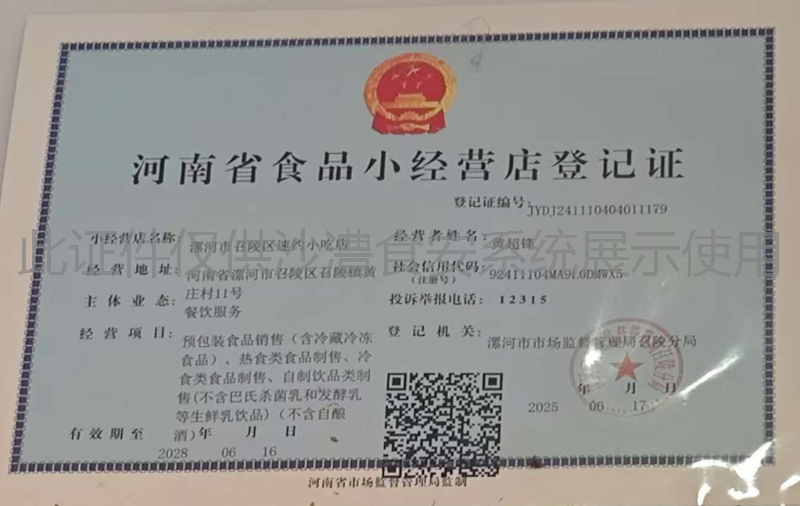 河南省食品小经营店登记证
登记证编号:JYDJ241110404011179
小经营店名称:漯河市召陵区速约小吃店
经营者姓名:黄超锋
此证件仅供沙澧食安系统展示使用
经营地址:河南省漯河市召陵区召陵镇黄
庄村11号
社会信用代码:92411104MA9L0DMWX5
(注册号)
主体业态:餐饮服务
投诉举报电话:12315
经营项目:预包装食品销售(含冷藏冷冻
食品)、热食类食品制售、冷
食类食品制售、自制饮品类制
售(不含巴氏杀菌乳和发酵乳
等生鲜乳饮品)(不含自酿
酒)
登记机关:漯河市市场监督管理局召陵分局
年 月 日
2025 06 17
有效期至 年 月 日
2028 06 16
河南省市场监督管理局监制